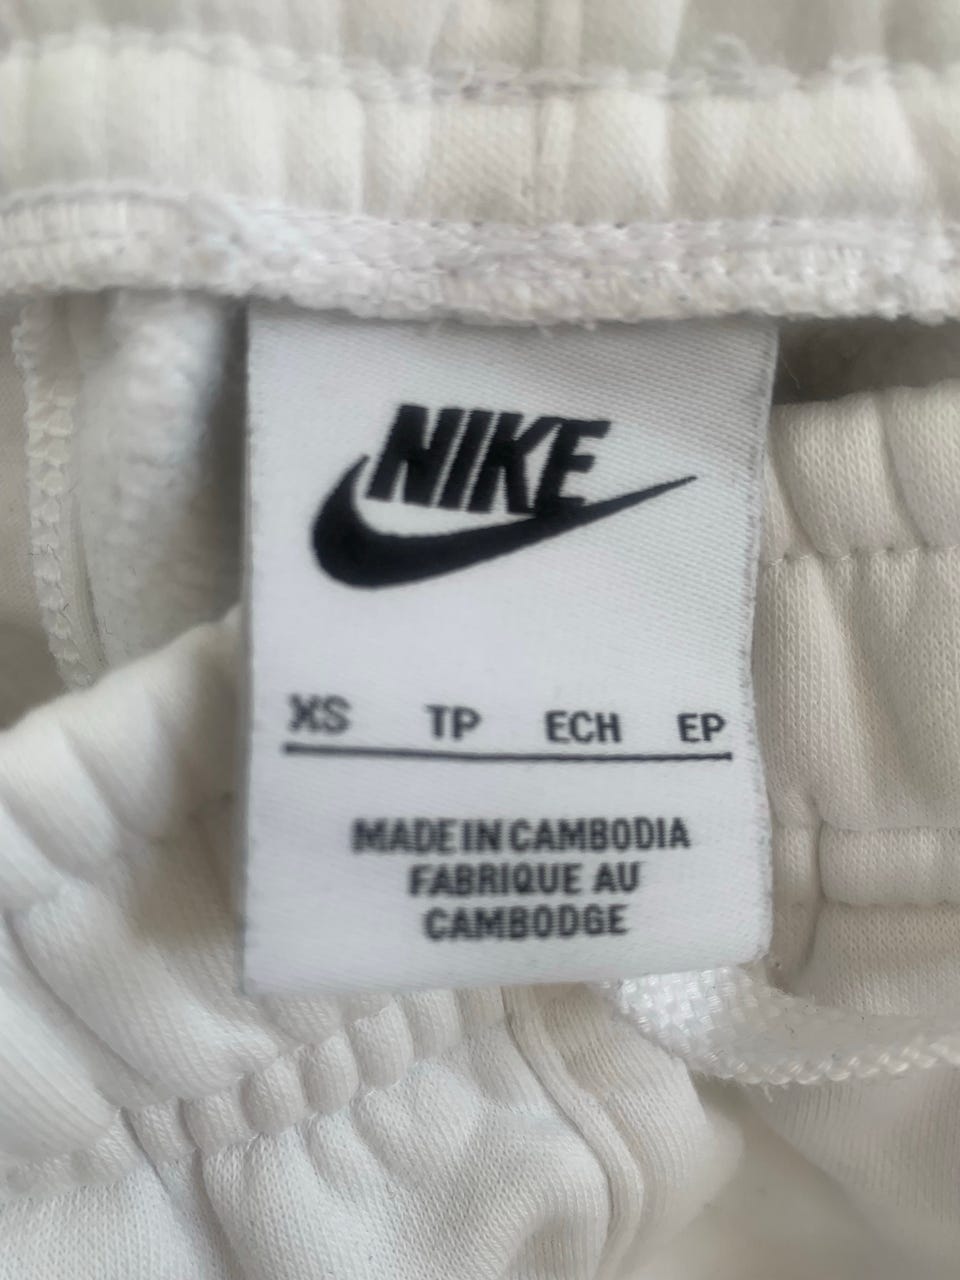 NIKE
XS TP ECH EP
MADE IN CAMBODIA
FABRIQUE AU
CAMBODGE